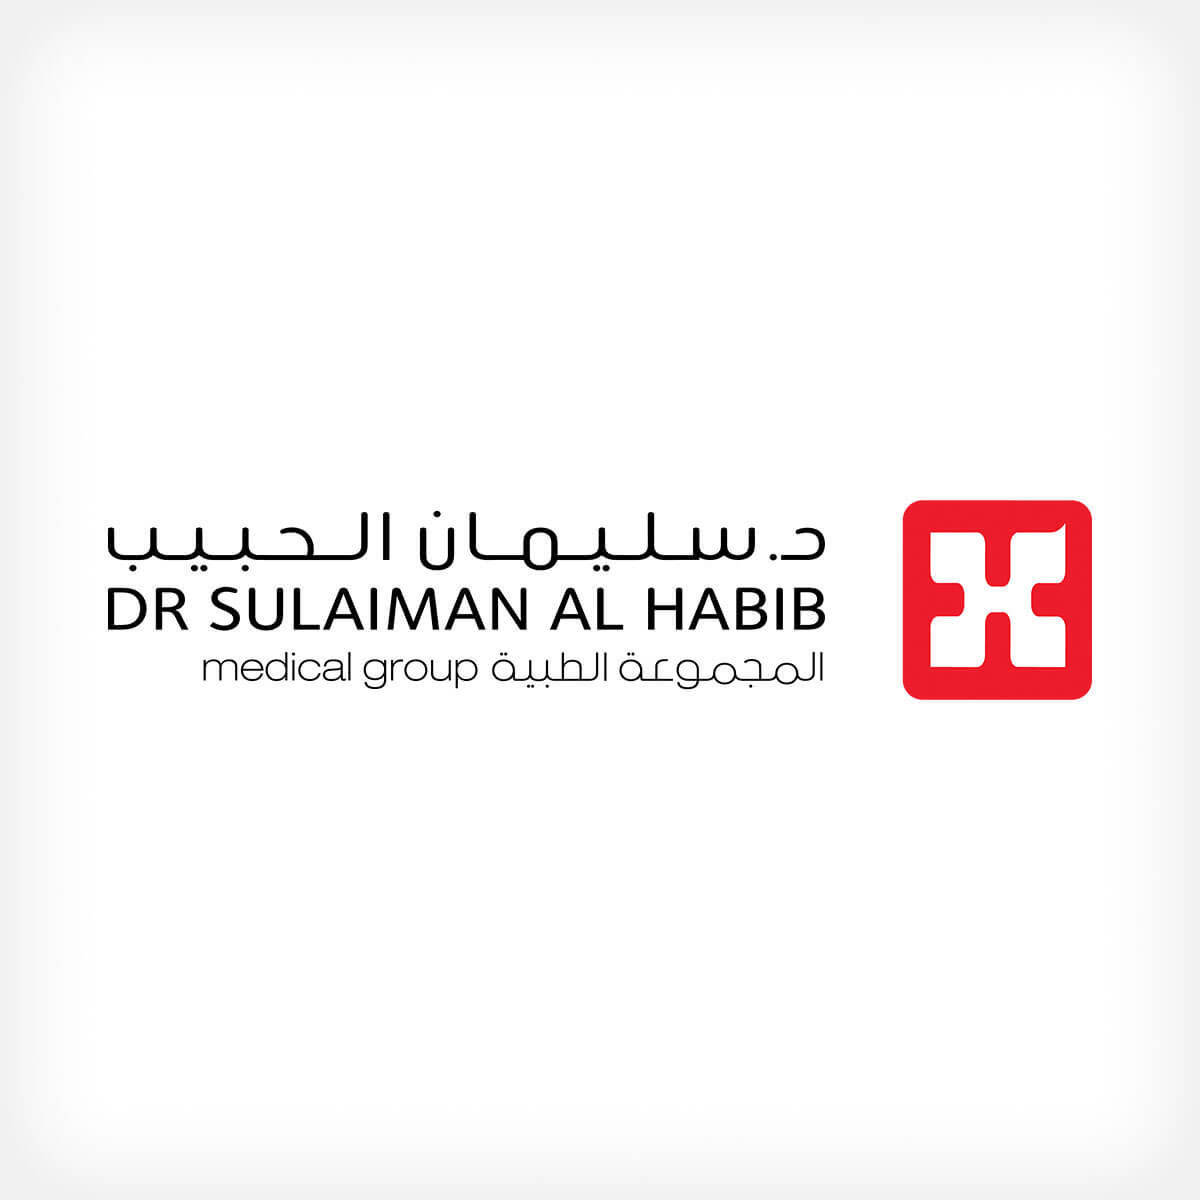 د. سليمان الحبيب
DR SULAIMAN AL HABIB
medical group المجموعة الطبية